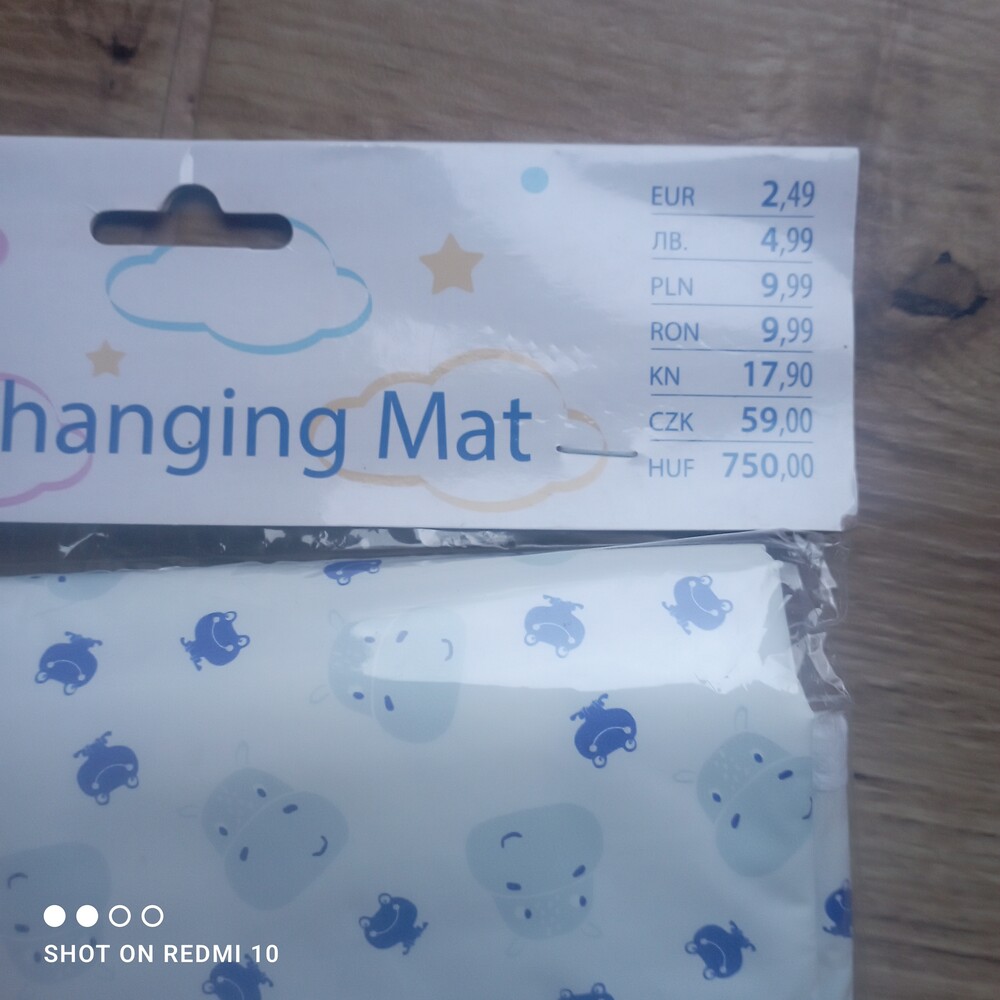 hanging Mat
EUR 2,49
ЛВ. 4,99
PLN 9,99
RON 9,99
KN 17,90
CZK 59,00
HUF 750,00
SHOT ON REDMI 10